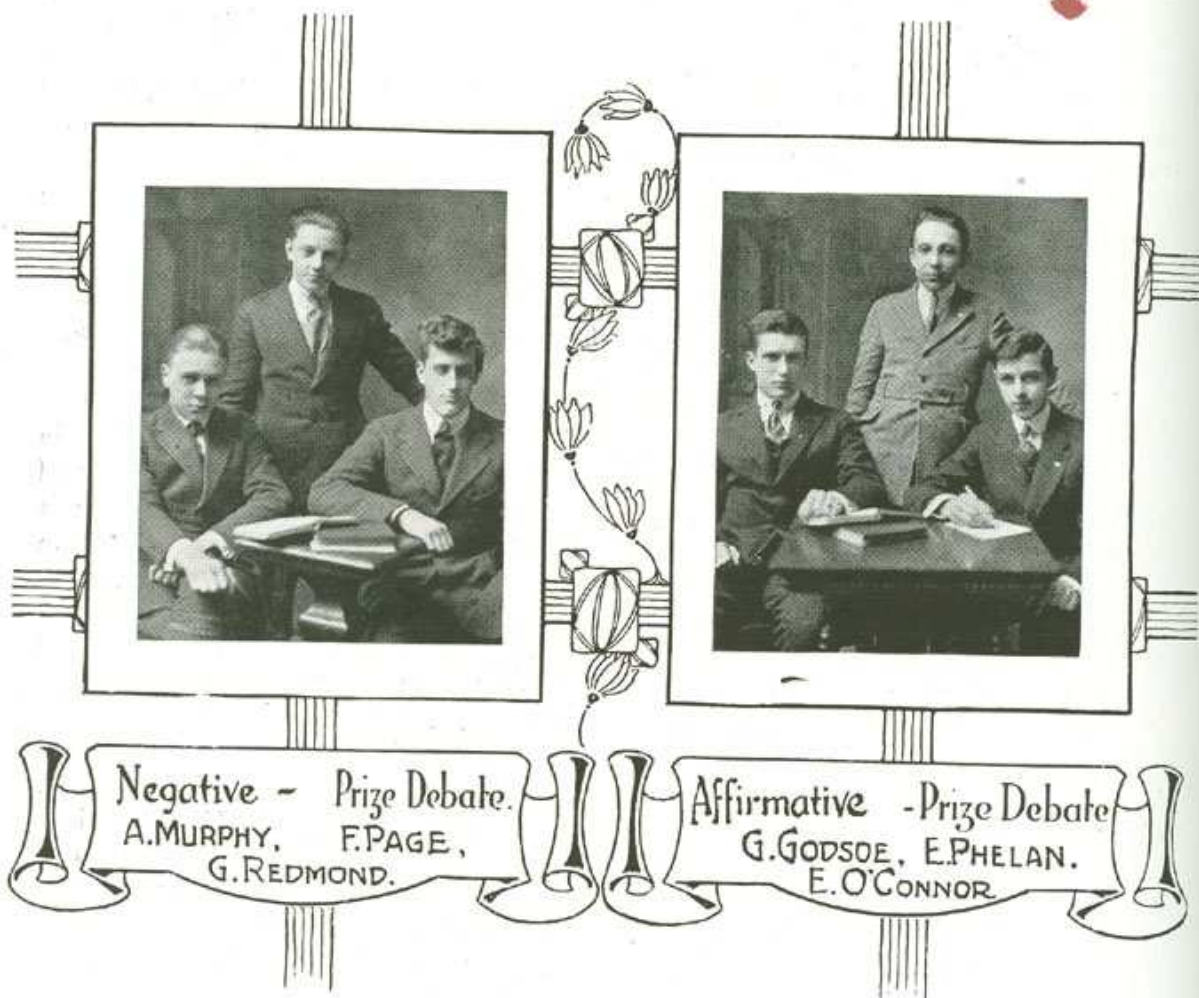 Negative - Prize Debate.
A.MURPHY, F.PAGE,
G.REDMOND.
Affirmative - Prize Debate
G.GODSOE, E.PHELAN.
E.O'CONNOR